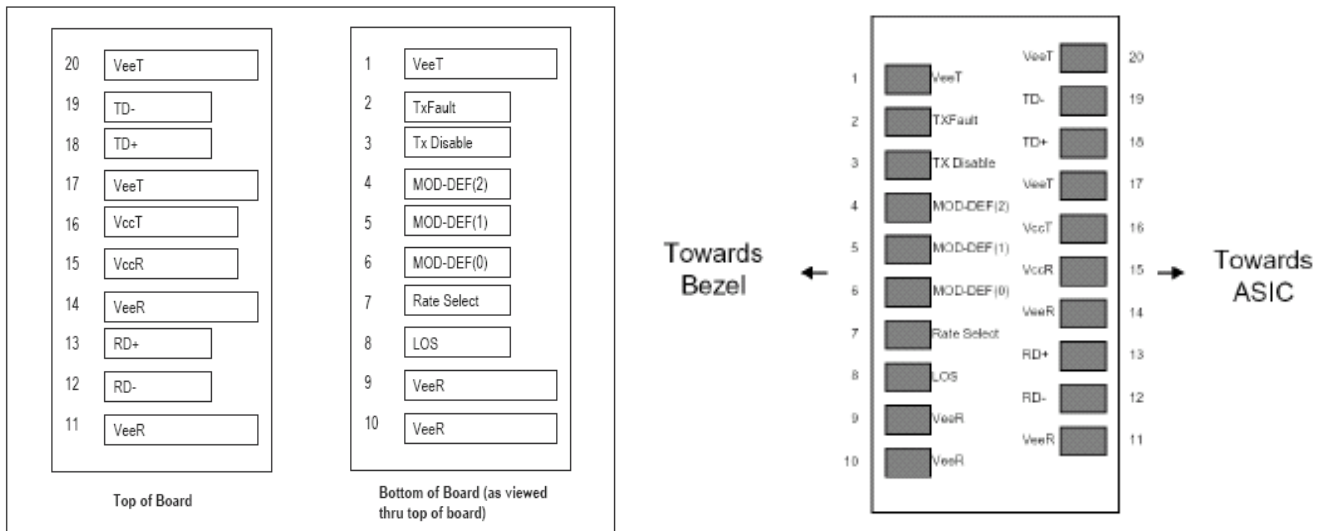 20 VeeT
19 TD-
18 TD+
17 VeeT
16 VccT
15 VccR
14 VeeR
13 RD+
12 RD-
11 VeeR
Top of Board
1 VeeT
2 TxFault
3 Tx Disable
4 MOD-DEF(2)
5 MOD-DEF(1)
6 MOD-DEF(0)
7 Rate Select
8 LOS
9 VeeR
10 VeeR
Bottom of Board (as viewed
thru top of board)
Towards
Bezel
1 VeeT
2 TXFault
3 TX Disable
4 MOD-DEF(2)
5 MOD-DEF(1)
6 MOD-DEF(0)
7 Rate Select
8 LOS
9 VeeR
10 VeeR
VeeT 20
TD- 19
TD+ 18
VeeT 17
VccT 16
VccR 15
VeeR 14
RD+ 13
RD- 12
VeeR 11
Towards
ASIC